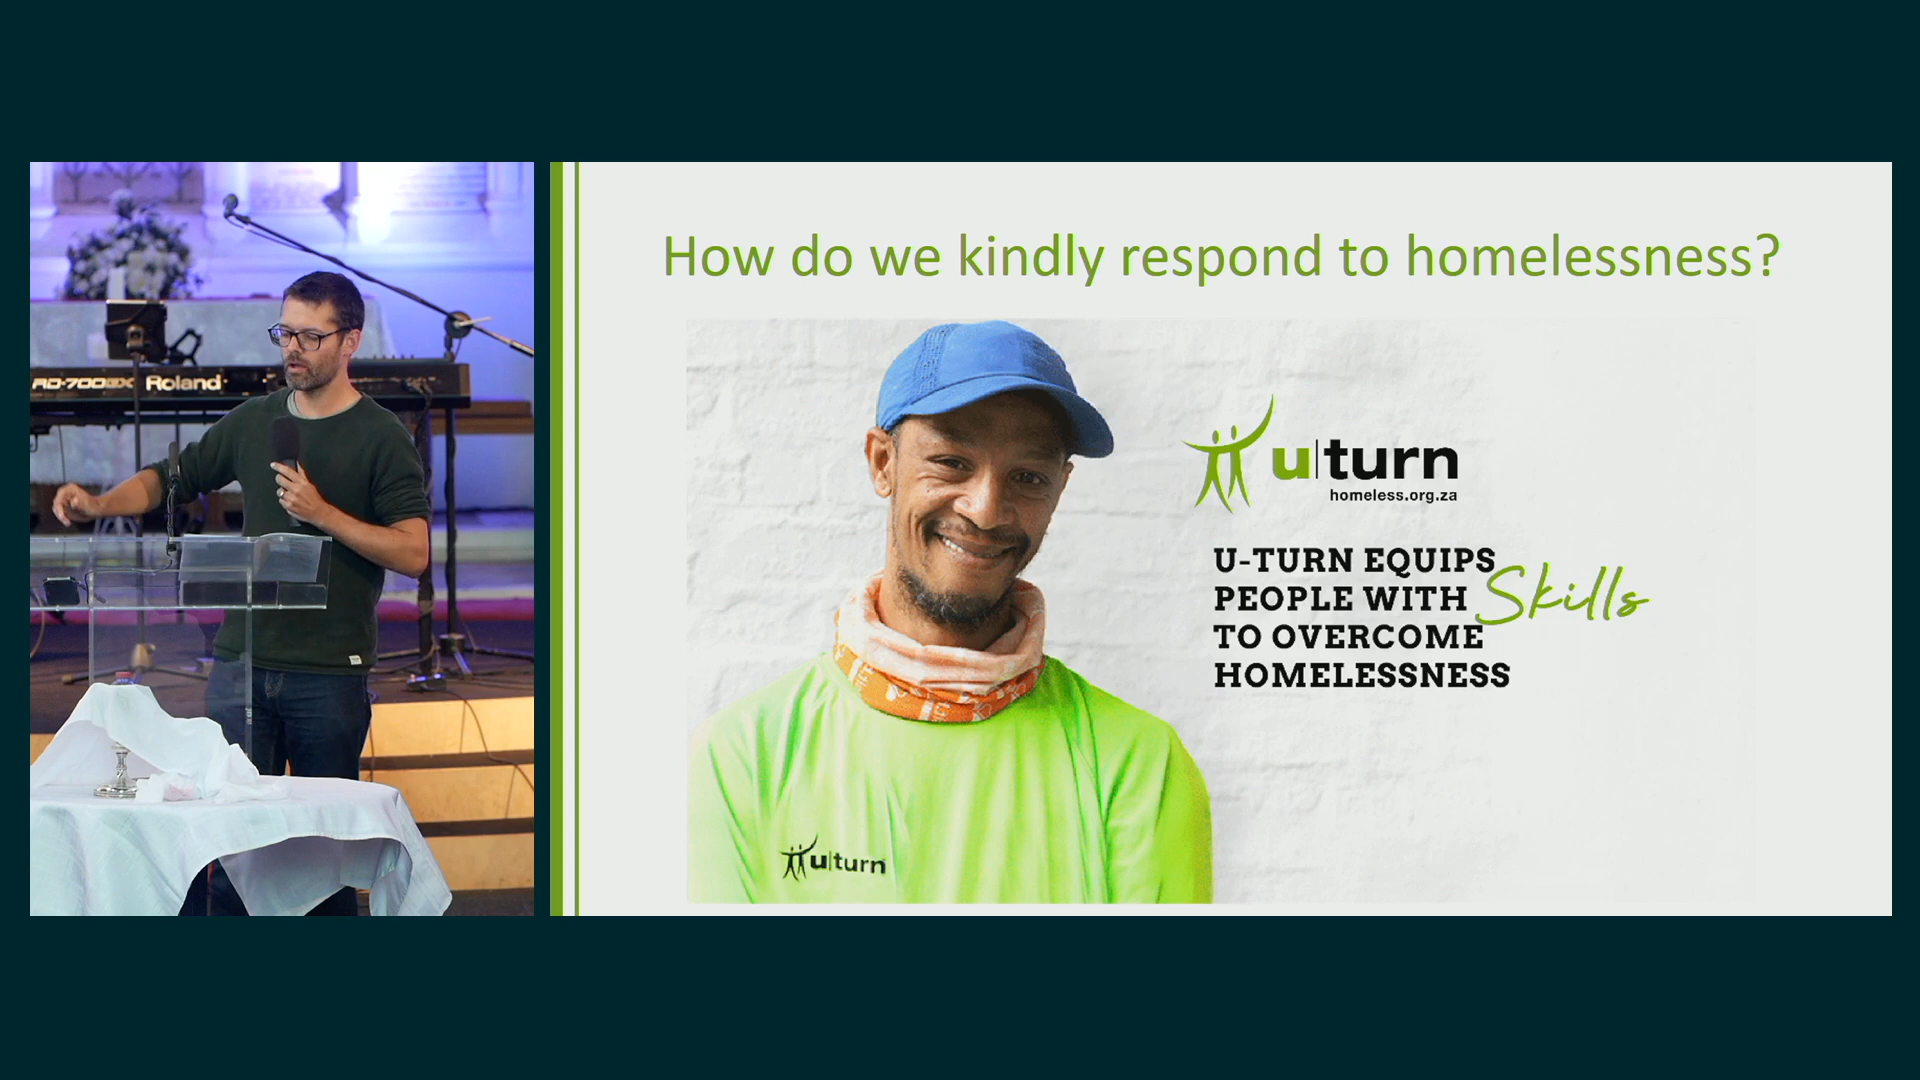 RD-700GX Roland
How do we kindly respond to homelessness?
u|turn
homeless.org.za
U-TURN EQUIPS
PEOPLE WITH Skills
TO OVERCOME
HOMELESSNESS
u|turn